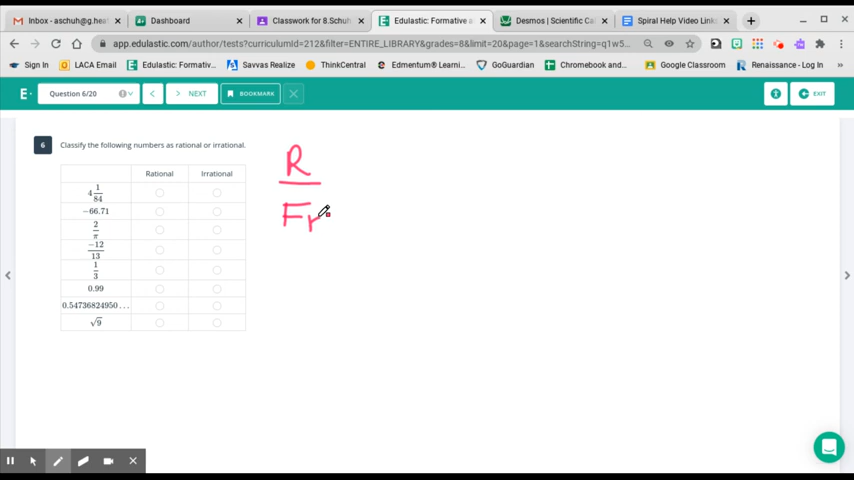 Inbox - aschuh@g.heat
Dashboard
Classwork for 8.Schuh
Edulastic: Formative a
Desmos | Scientific Cal
Spiral Help Video Links
app.edulastic.com/author/tests?curriculumId=212&filter=ENTIRE_LIBRARY&grades=8&limit=20&page=1&searchString=q1w5...
Sign In
LACA Email
Edulastic: Formativ...
Savvas Realize
ThinkCentral
Edmentum® Learni...
GoGuardian
Chromebook and...
Google Classroom
Renaissance - Log In
E
Question 6/20
NEXT
BOOKMARK
EXIT
6 Classify the following numbers as rational or irrational.
Rational Irrational
4 1/84
−66.71
2/π
−12/13
1/3
0.99
0.54736824950 . . .
√9
R
Fr